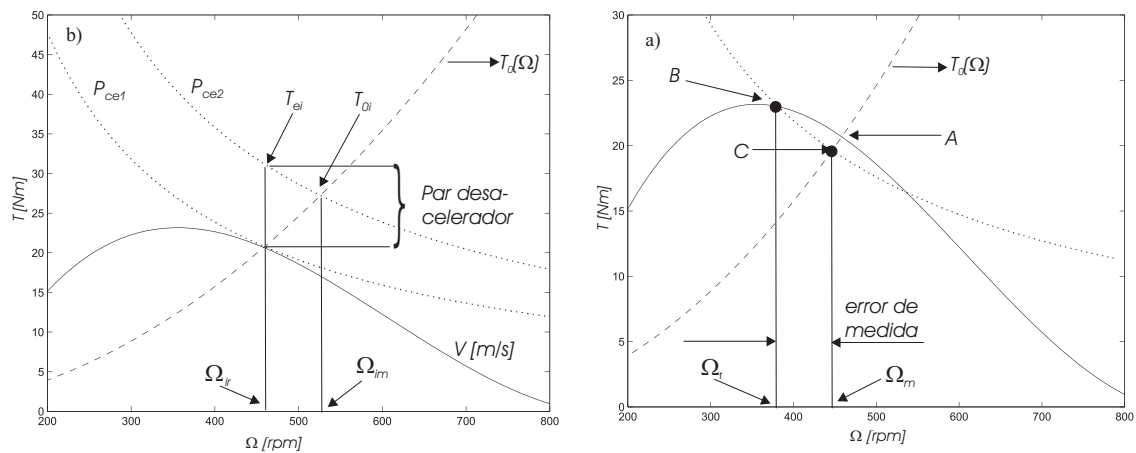 b)
P_ce1
P_ce2
T_ei
T_0i
T_0(Ω)
Par desa-
celerador
V [m/s]
Ω_ir
Ω_im
T [Nm]
50
45
40
35
30
25
20
15
10
5
0
200
300
400
500
600
700
800
Ω [rpm]
a)
B
T_0(Ω)
A
C
error de
medida
Ω_r
Ω_m
T [Nm]
30
25
20
15
10
5
0
200
300
400
500
600
700
800
Ω [rpm]